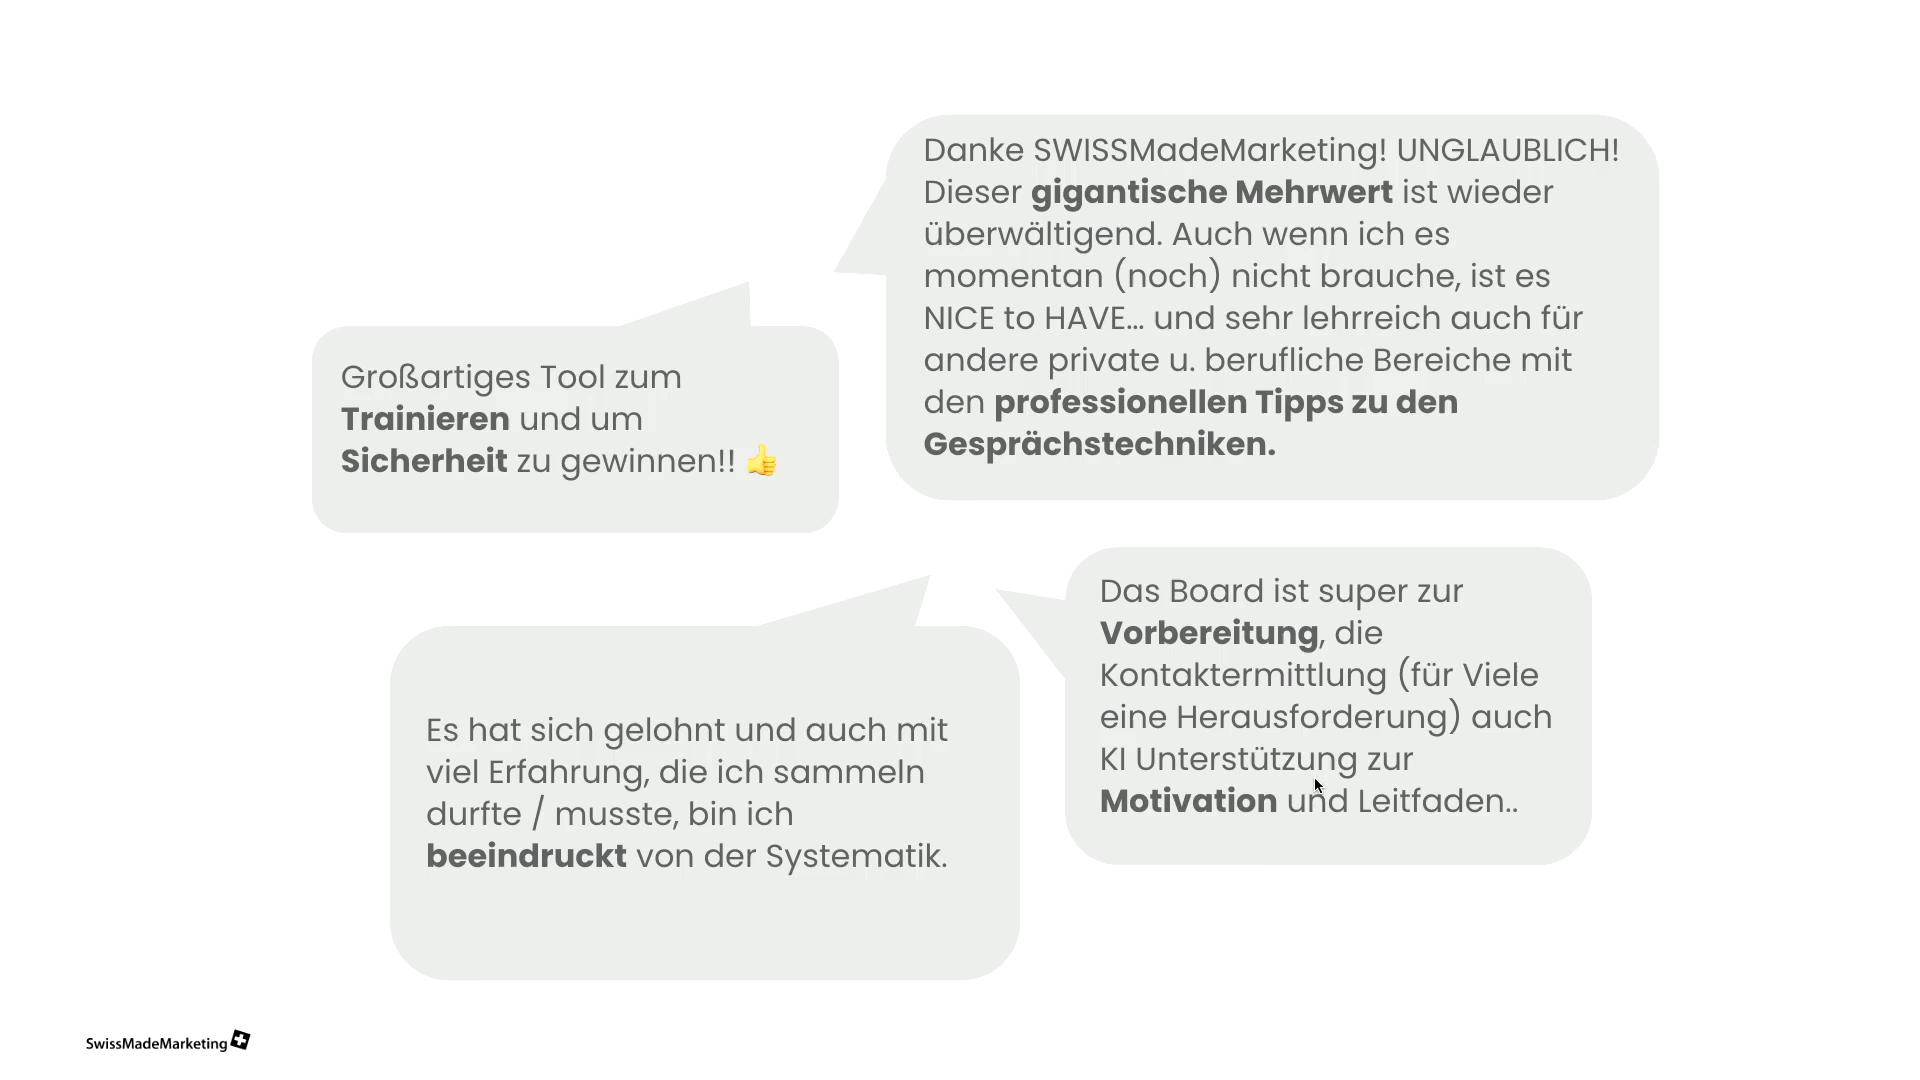 Danke SWISSMadeMarketing! UNGLAUBLICH!
Dieser gigantische Mehrwert ist wieder
überwältigend. Auch wenn ich es
momentan (noch) nicht brauche, ist es
NICE to HAVE... und sehr lehrreich auch für
andere private u. berufliche Bereiche mit
den professionellen Tipps zu den
Gesprächstechniken.
Großartiges Tool zum
Trainieren und um
Sicherheit zu gewinnen!! 👍
Das Board ist super zur
Vorbereitung, die
Kontaktermittlung (für Viele
eine Herausforderung) auch
KI Unterstützung zur
Motivation und Leitfaden..
Es hat sich gelohnt und auch mit
viel Erfahrung, die ich sammeln
durfte / musste, bin ich
beeindruckt von der Systematik.
SwissMadeMarketing